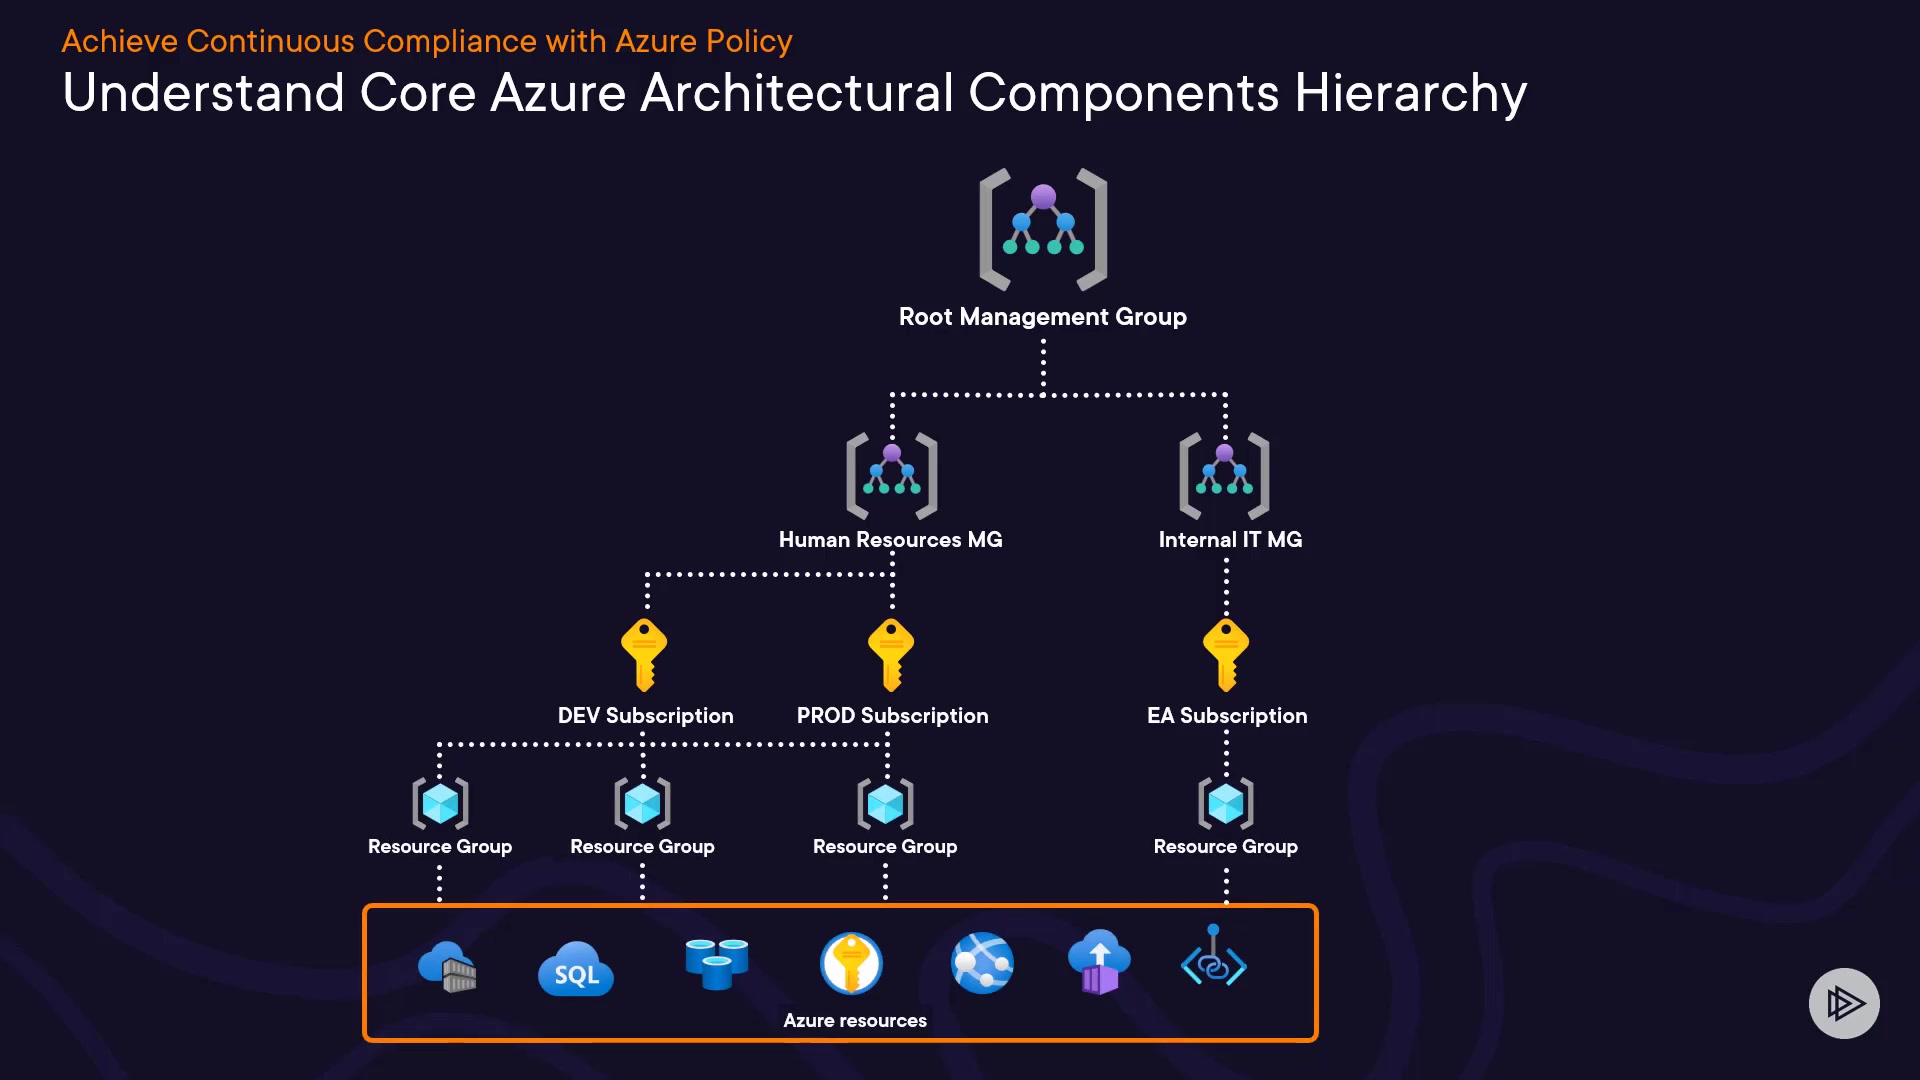 Achieve Continuous Compliance with Azure Policy
Understand Core Azure Architectural Components Hierarchy
Root Management Group
Human Resources MG
Internal IT MG
DEV Subscription
PROD Subscription
EA Subscription
Resource Group
Resource Group
Resource Group
Resource Group
SQL
Azure resources